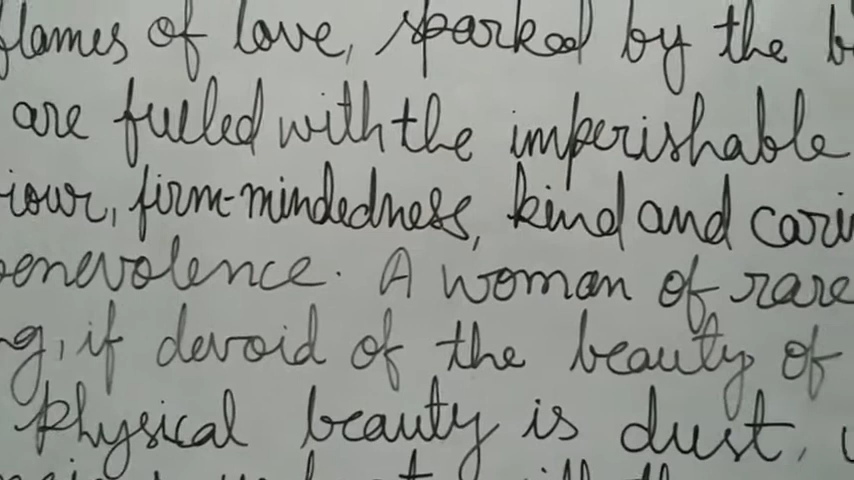 flames of love, sparked by the b
are fuelled with the imperishable
iour, firm-mindedness, kind and cari
benevolence. A woman of rare
g, if devoid of the beauty of
physical beauty is dust,